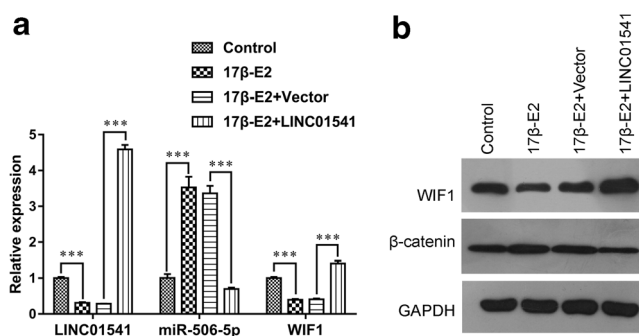 a
Control
17β-E2
17β-E2+Vector
17β-E2+LINC01541
Relative expression
5
4
3
2
1
0
***
***
***
***
***
***
LINC01541
miR-506-5p
WIF1
b
Control
17β-E2
17β-E2+Vector
17β-E2+LINC01541
WIF1
β-catenin
GAPDH